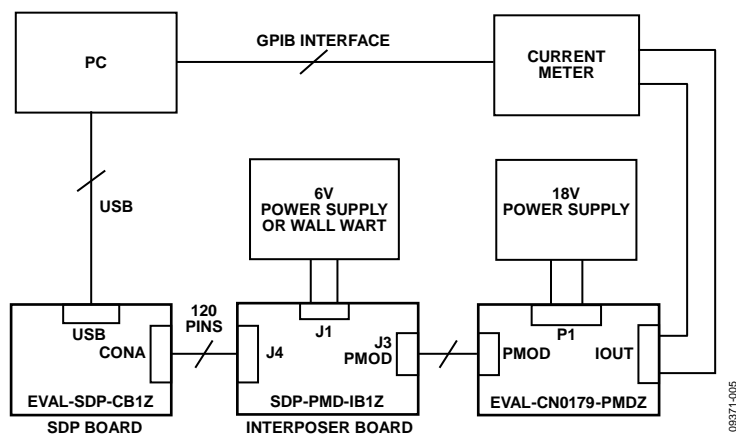 PC
GPIB INTERFACE
CURRENT
METER
USB
6V
POWER SUPPLY
OR WALL WART
18V
POWER SUPPLY
USB
CONA
EVAL-SDP-CB1Z
SDP BOARD
120
PINS
J4
J1
J3
PMOD
SDP-PMD-IB1Z
INTERPOSER BOARD
PMOD
P1
IOUT
EVAL-CN0179-PMDZ
09371-005